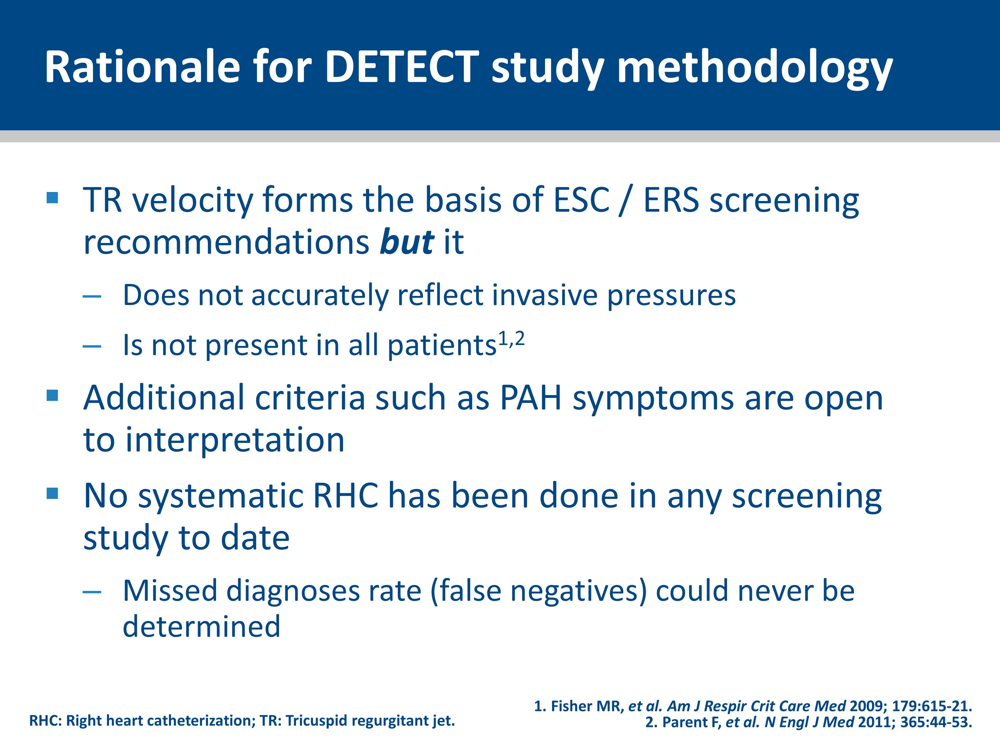 Rationale for DETECT study methodology
▪ TR velocity forms the basis of ESC / ERS screening
recommendations but it
– Does not accurately reflect invasive pressures
– Is not present in all patients1,2
▪ Additional criteria such as PAH symptoms are open
to interpretation
▪ No systematic RHC has been done in any screening
study to date
– Missed diagnoses rate (false negatives) could never be
determined
1. Fisher MR, et al. Am J Respir Crit Care Med 2009; 179:615-21.
RHC: Right heart catheterization; TR: Tricuspid regurgitant jet.
2. Parent F, et al. N Engl J Med 2011; 365:44-53.